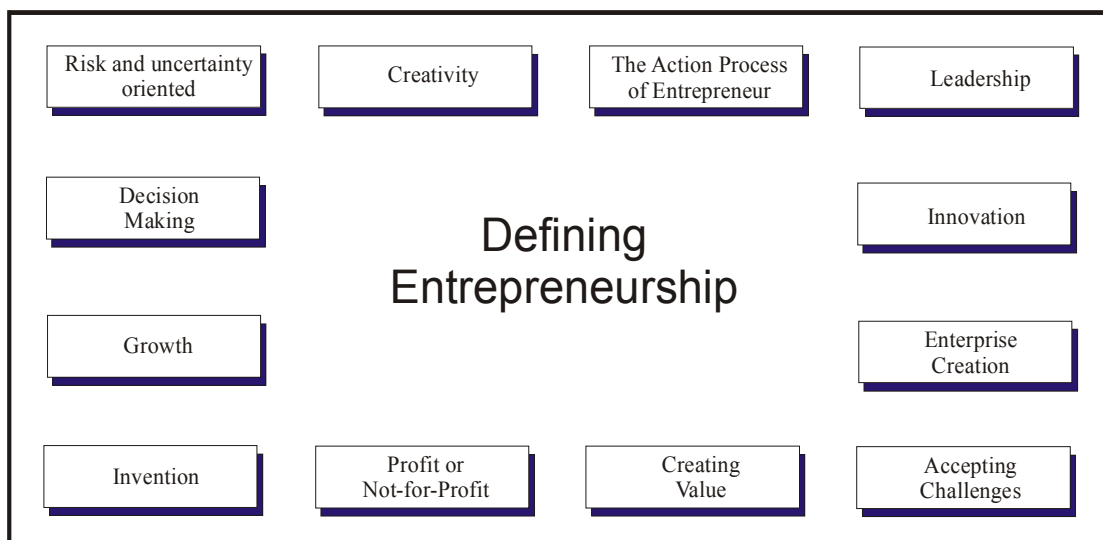 Risk and uncertainty
oriented
Creativity
The Action Process
of Entrepreneur
Leadership
Decision
Making
Defining
Entrepreneurship
Innovation
Growth
Enterprise
Creation
Invention
Profit or
Not-for-Profit
Creating
Value
Accepting
Challenges